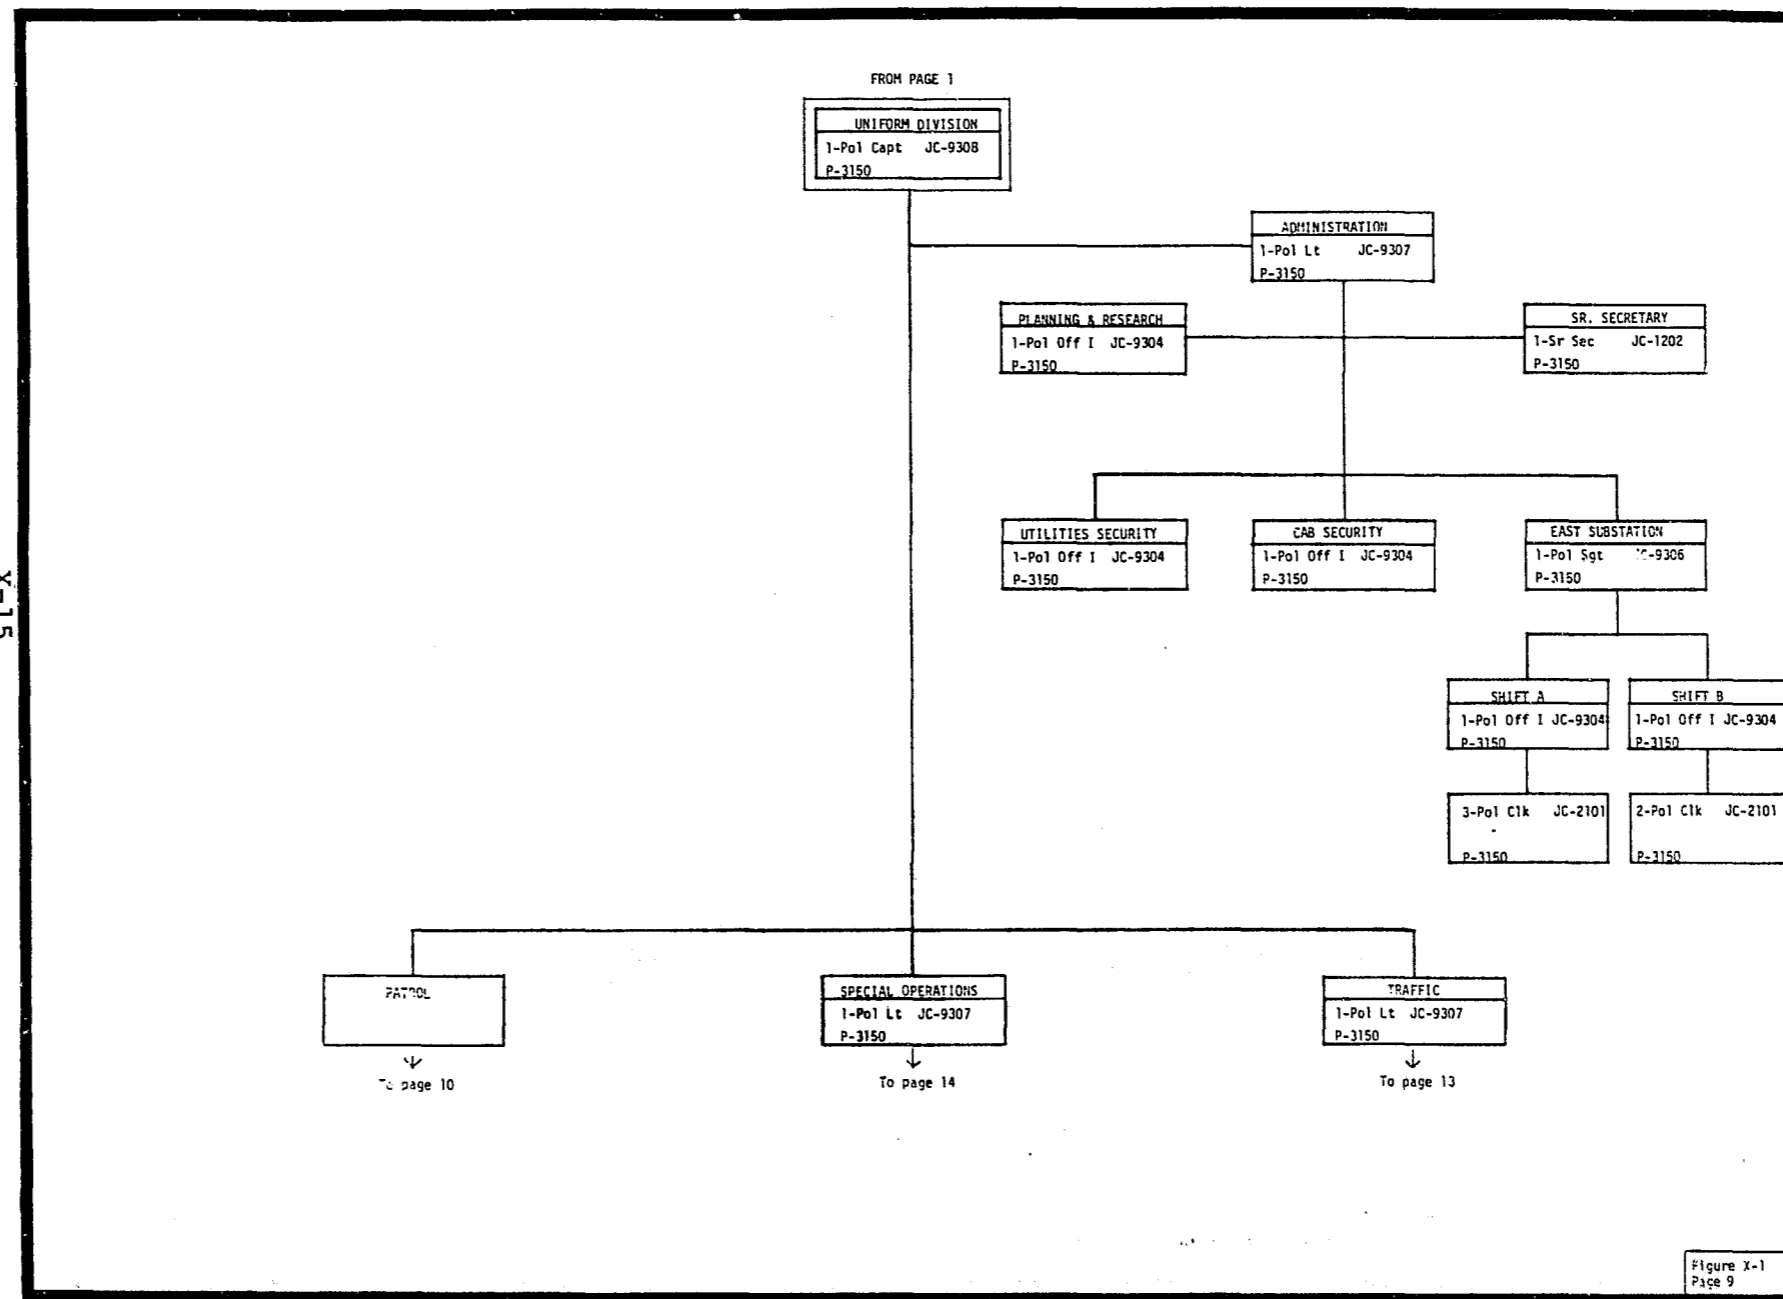 FROM PAGE 1
UNIFORM DIVISION
1-Pol Capt JC-9308
P-3150
ADMINISTRATION
1-Pol Lt JC-9307
P-3150
PLANNING & RESEARCH
1-Pol Off I JC-9304
P-3150
SR. SECRETARY
1-Sr Sec JC-1202
P-3150
UTILITIES SECURITY
1-Pol Off I JC-9304
P-3150
CAB SECURITY
1-Pol Off I JC-9304
P-3150
EAST SUBSTATION
1-Pol Sgt JC-9306
P-3150
X-15
SHIFT A
1-Pol Off I JC-9304
P-3150
SHIFT B
1-Pol Off I JC-9304
P-3150
3-Pol Clk JC-2101
P-3150
2-Pol Clk JC-2101
P-3150
PATROL
To page 10
SPECIAL OPERATIONS
1-Pol Lt JC-9307
P-3150
To page 14
TRAFFIC
1-Pol Lt JC-9307
P-3150
To page 13
Figure X-1
Page 9